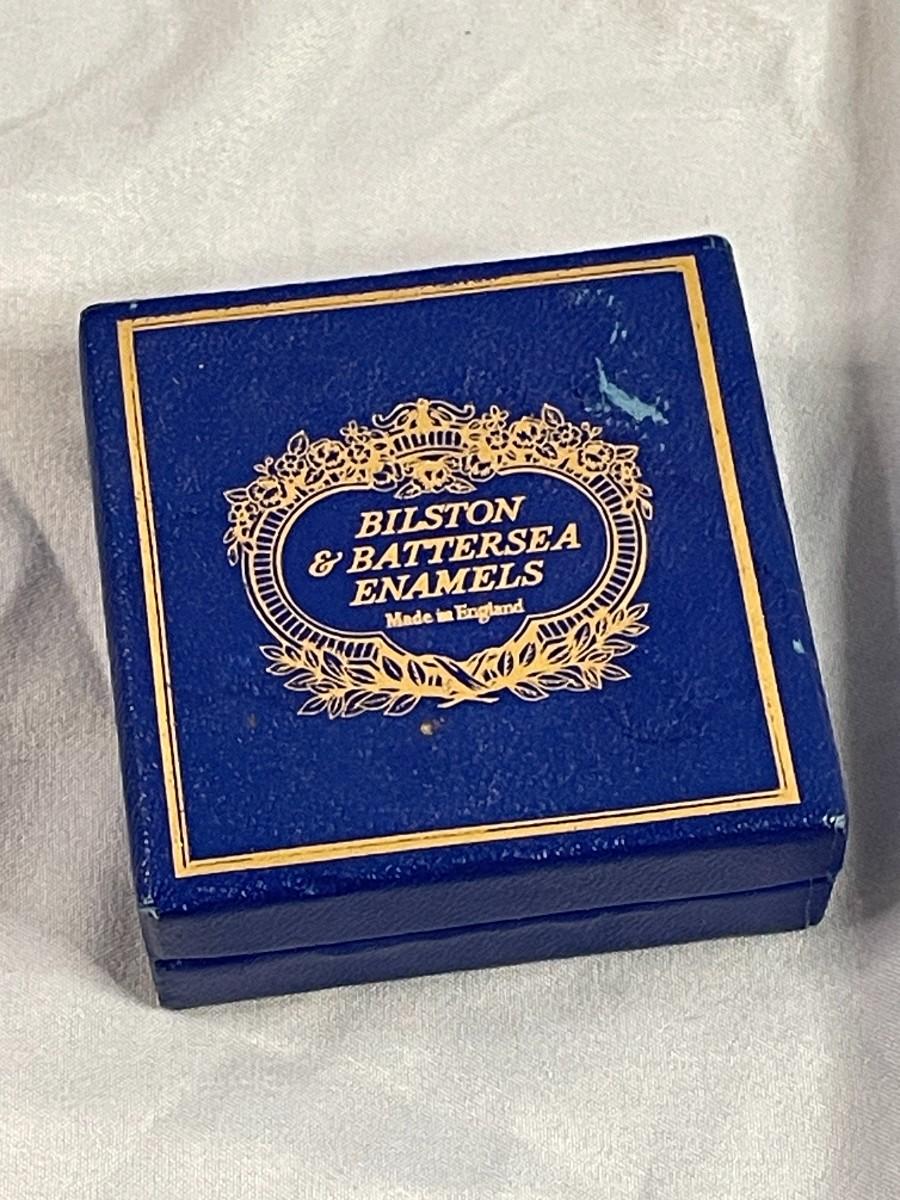 BILSTON
& BATTERSEA
ENAMELS
Made in England